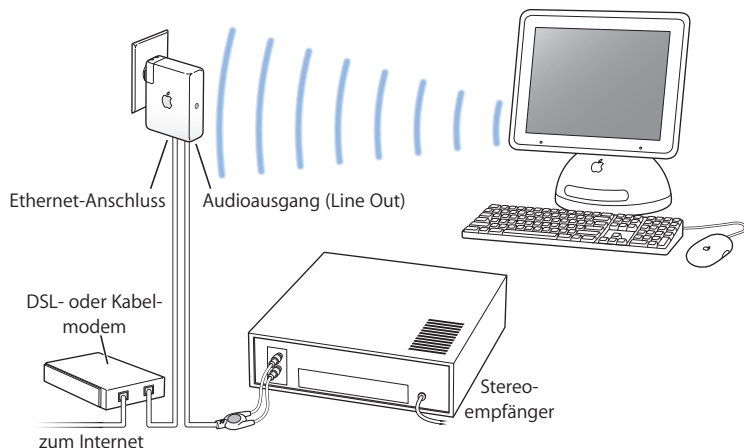 Ethernet-Anschluss
Audioausgang (Line Out)
DSL- oder Kabel-
modem
Stereo-
empfänger
zum Internet